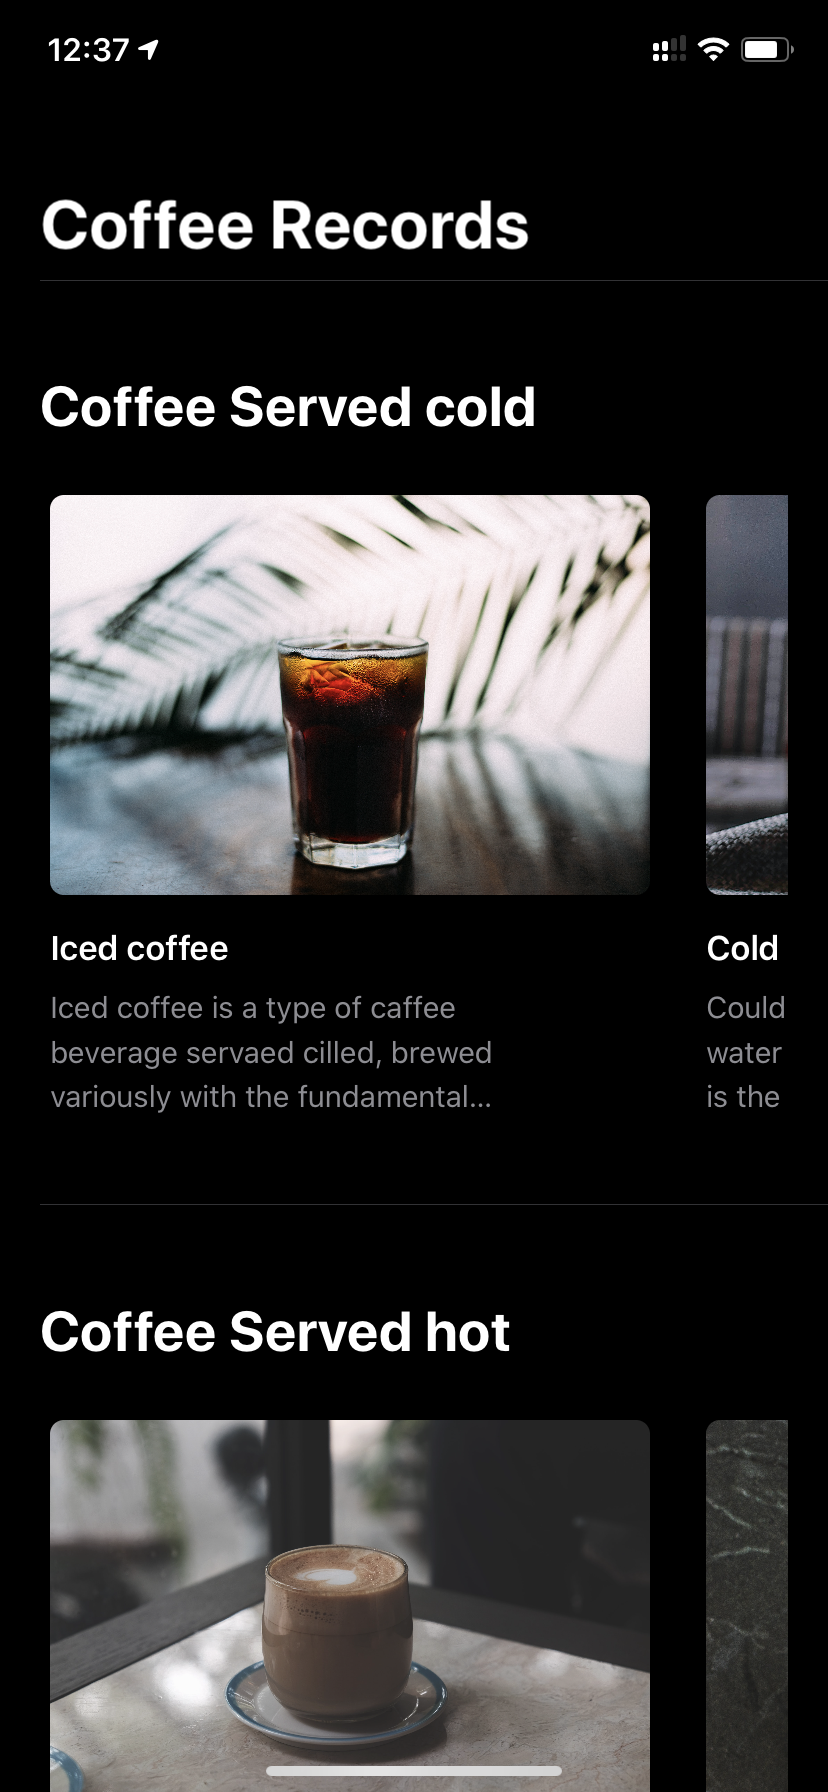 12:37
Coffee Records
Coffee Served cold
Iced coffee
Iced coffee is a type of caffee
beverage servaed cilled, brewed
variously with the fundamental...
Cold
Could
water
is the
Coffee Served hot